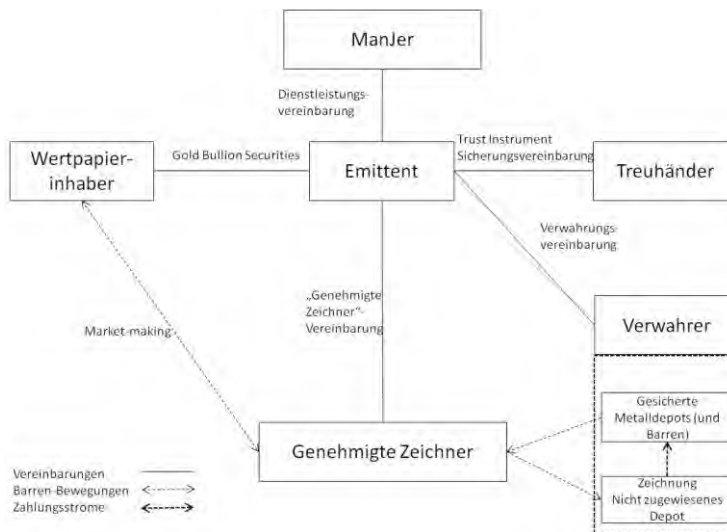 ManJer
Dienstleistungs-
vereinbarung
Wertpapier-
inhaber
Gold Bullion Securities
Emittent
Trust Instrument
Sicherungsvereinbarung
Treuhänder
Verwahrungs-
vereinbarung
„Genehmigte
Zeichner“-
Vereinbarung
Verwahrer
Market-making
Gesicherte
Metalldepots (und
Barren)
Genehmigte Zeichner
Zeichnung
Nicht zugewiesenes
Depot
Vereinbarungen
Barren-Bewegungen
Zahlungsströme